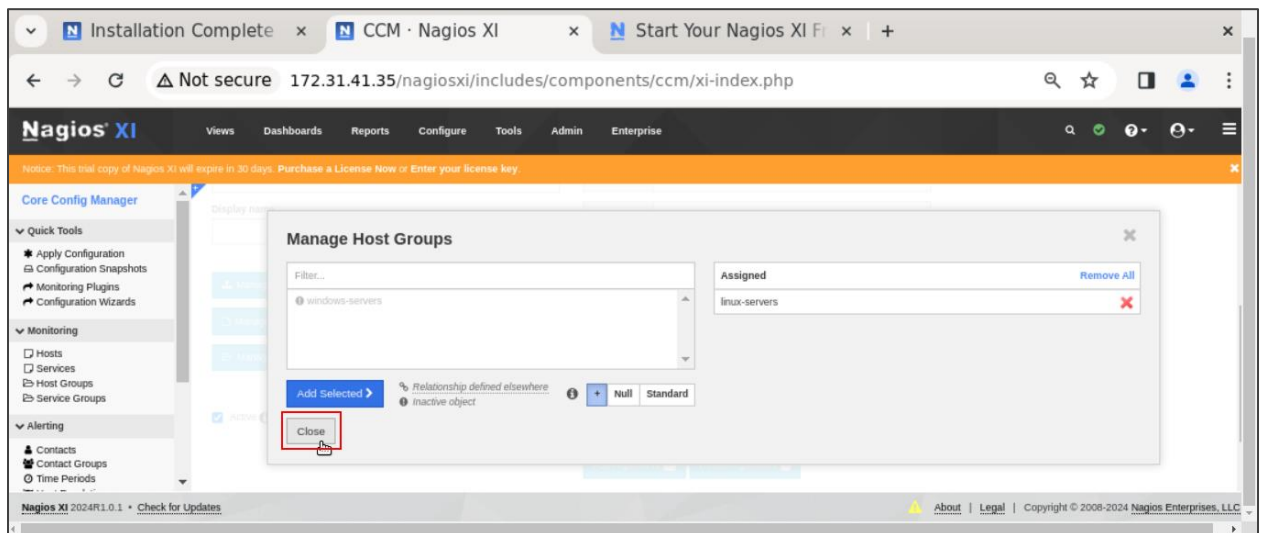 Installation Complete × CCM · Nagios XI × Start Your Nagios XI Fr × + ×
Not secure 172.31.41.35/nagiosxi/includes/components/ccm/xi-index.php
Nagios XI Views Dashboards Reports Configure Tools Admin Enterprise
Notice: This trial copy of Nagios XI will expire in 30 days. Purchase a License Now or Enter your license key.
Core Config Manager
Display name
Quick Tools
Apply Configuration
Configuration Snapshots
Monitoring Plugins
Configuration Wizards
Monitoring
Hosts
Services
Host Groups
Service Groups
Alerting
Contacts
Contact Groups
Time Periods
Manage Host Groups
Filter...
windows-servers
Assigned Remove All
linux-servers
Add Selected
Relationship defined elsewhere
Inactive object
+ Null Standard
Close
Active
Nagios XI 2024R1.0.1 • Check for Updates About | Legal | Copyright © 2008-2024 Nagios Enterprises, LLC